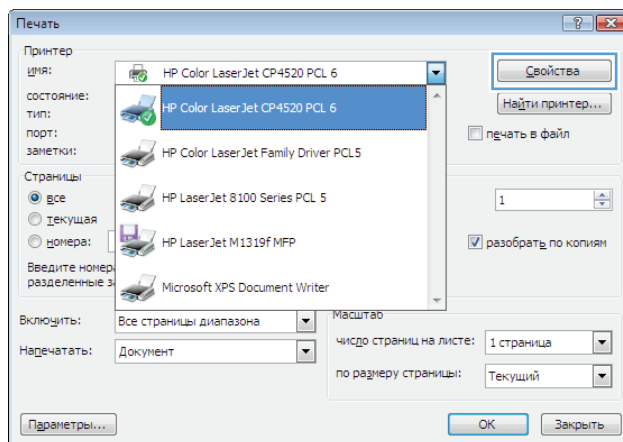 Печать
Принтер
имя:
HP Color LaserJet CP4520 PCL 6
Свойства
состояние:
HP Color LaserJet CP4520 PCL 6
Найти принтер...
тип:
порт:
HP Color LaserJet Family Driver PCL5
печать в файл
заметки:
Страницы
все
HP LaserJet 8100 Series PCL 5
1
текущая
номера:
HP LaserJet M1319f MFP
разобрать по копиям
Введите
разделенные
Microsoft XPS Document Writer
Включить:
Все страницы диапазона
Масштаб
число страниц на листе:
1 страница
Напечатать:
Документ
по размеру страницы:
Текущий
Параметры...
ОК
Закрыть